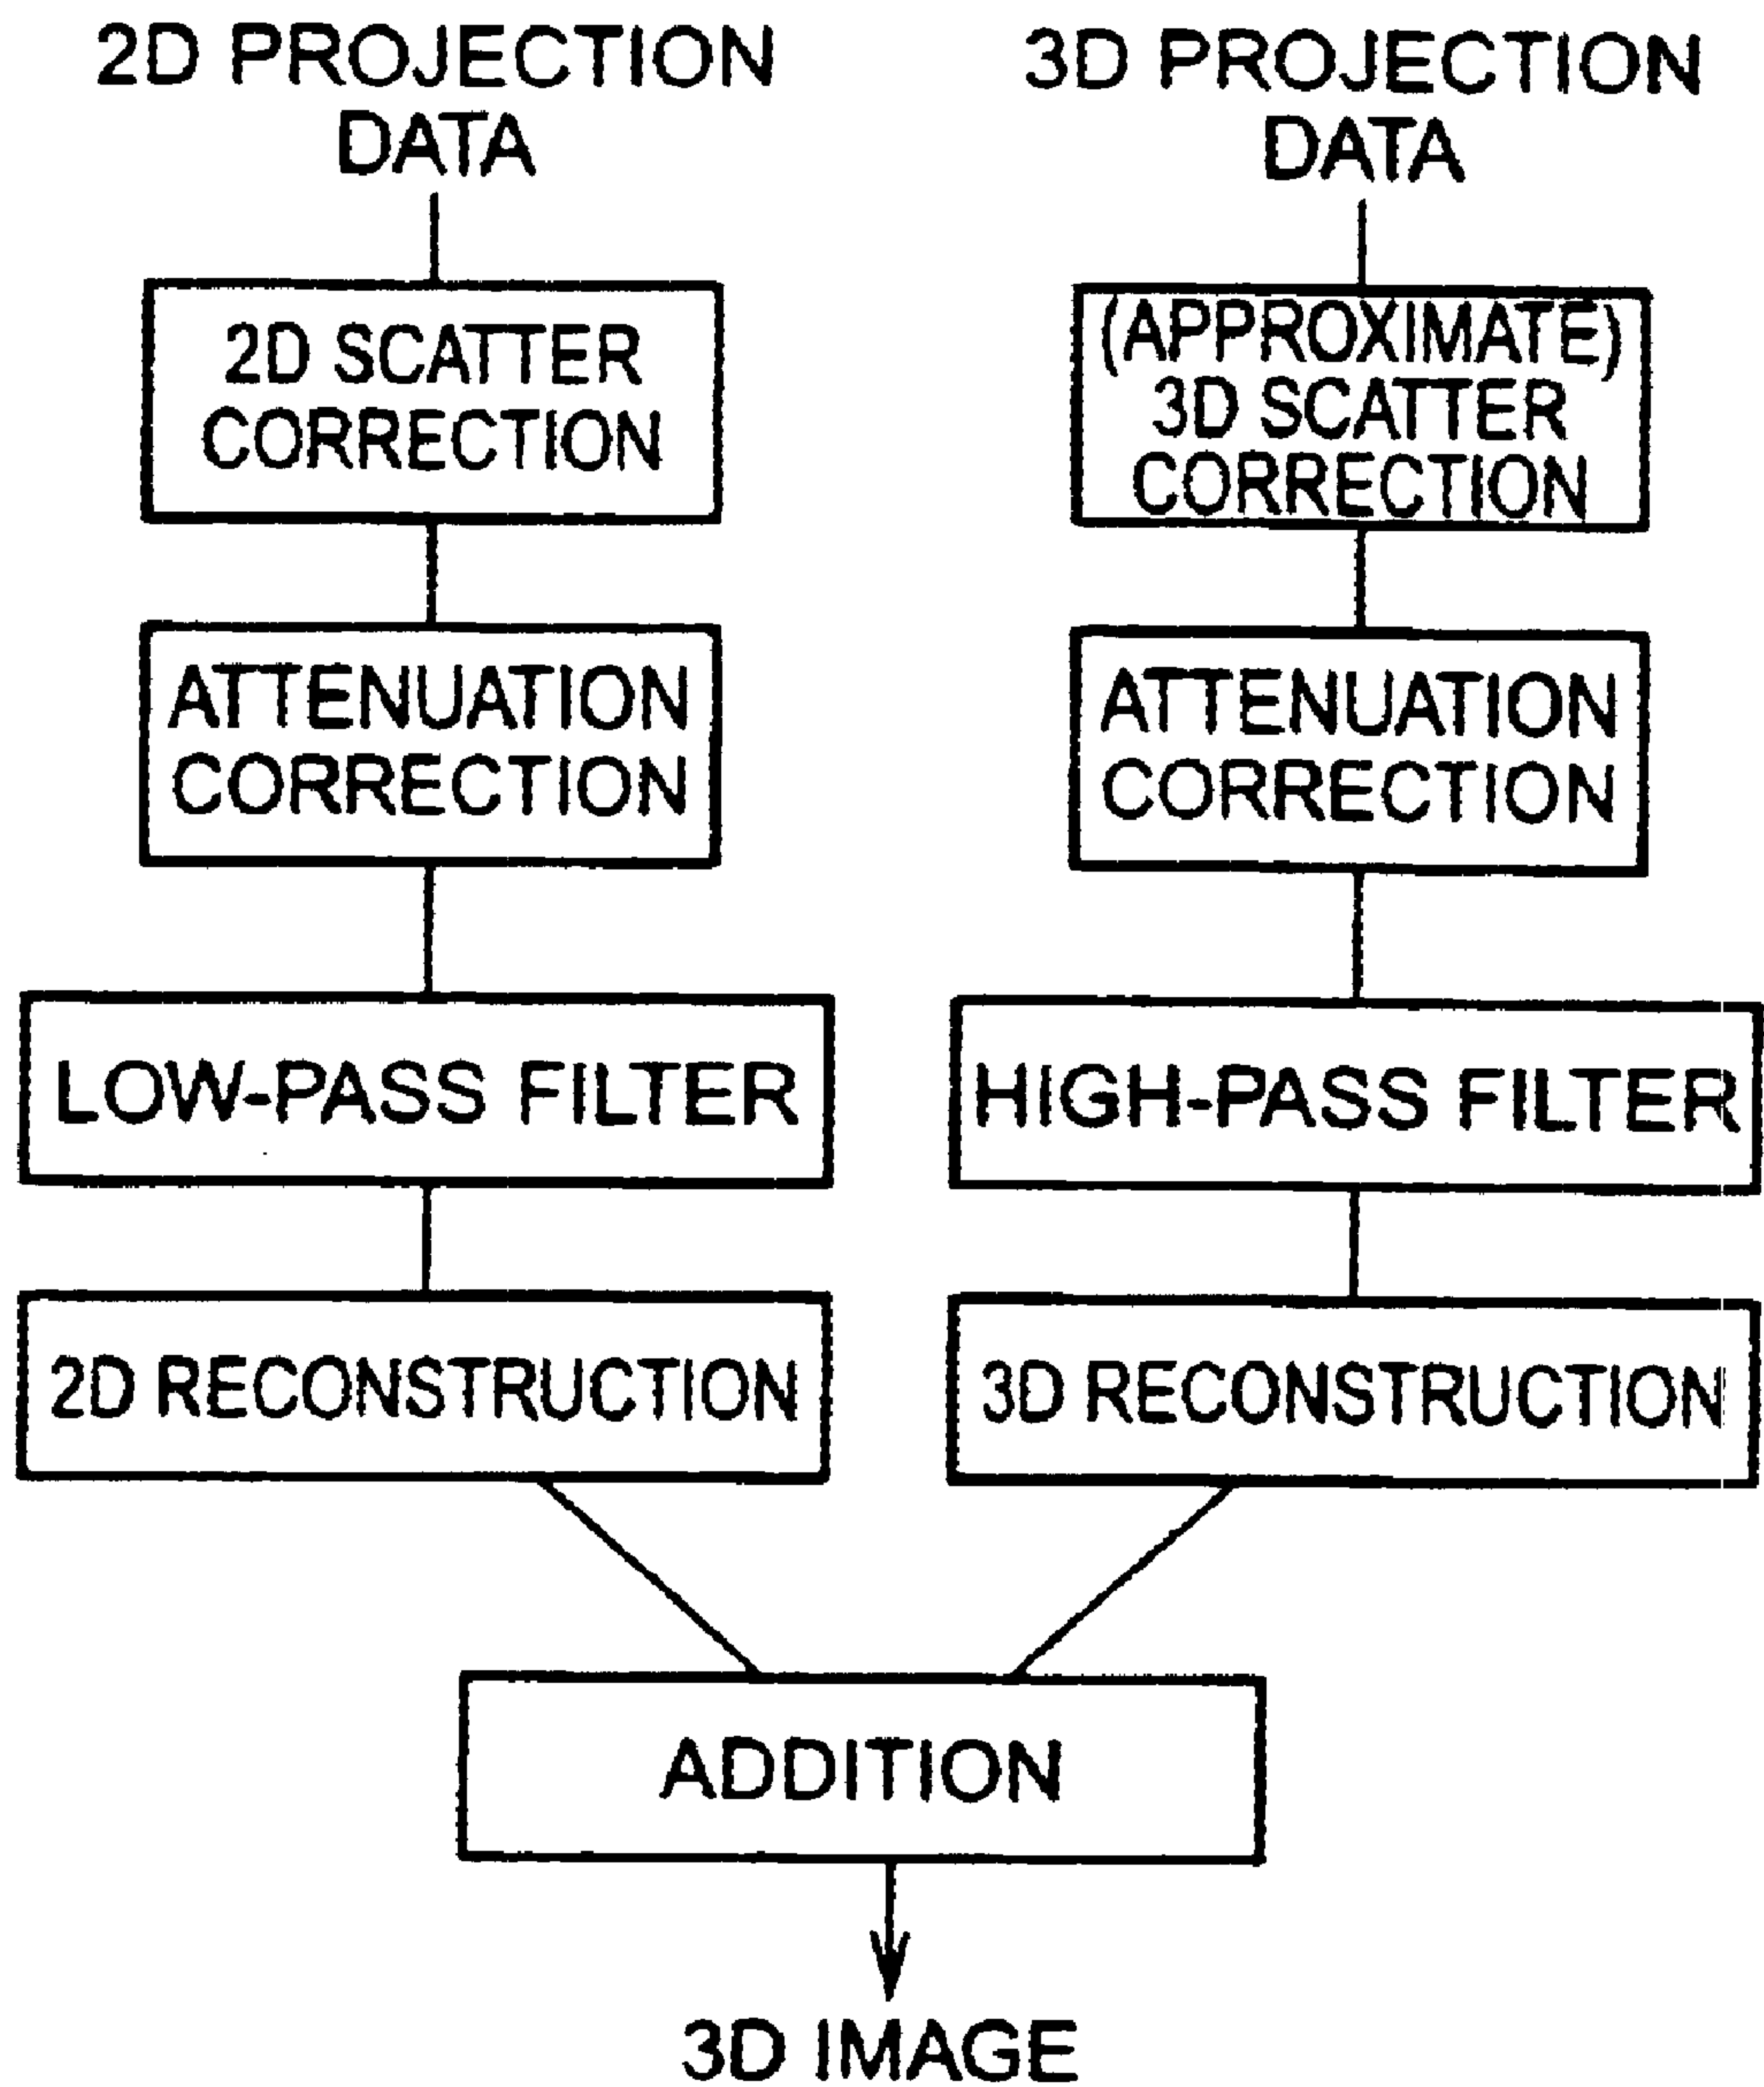 2D PROJECTION
DATA
2D SCATTER
CORRECTION
ATTENUATION
CORRECTION
LOW-PASS FILTER
2D RECONSTRUCTION
3D PROJECTION
DATA
(APPROXIMATE)
3D SCATTER
CORRECTION
ATTENUATION
CORRECTION
HIGH-PASS FILTER
3D RECONSTRUCTION
ADDITION
3D IMAGE